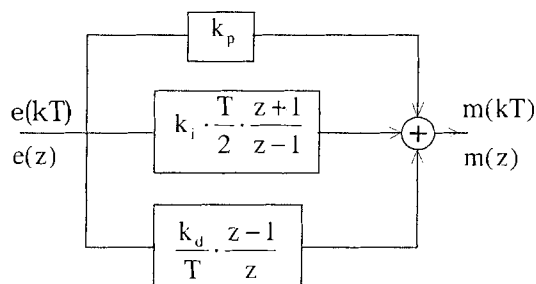 k_p
e(kT)
e(z)
k_i · T/2 · z+1/z−1
+
m(kT)
m(z)
k_d/T · z−1/z